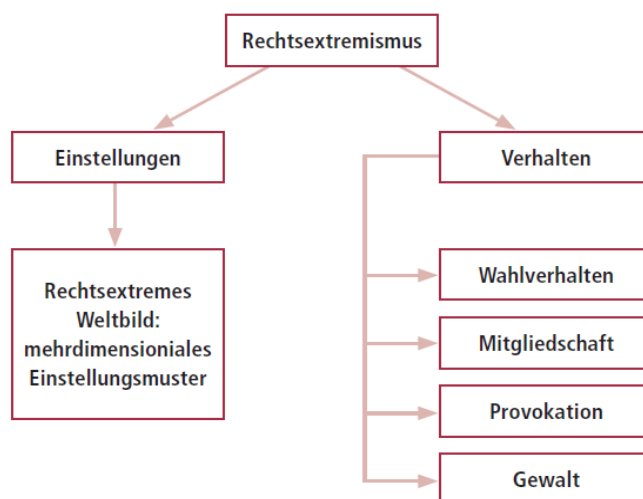 Rechtsextremismus
Einstellungen
Verhalten
Rechtsextremes
Weltbild:
mehrdimensioniales
Einstellungsmuster
Wahlverhalten
Mitgliedschaft
Provokation
Gewalt